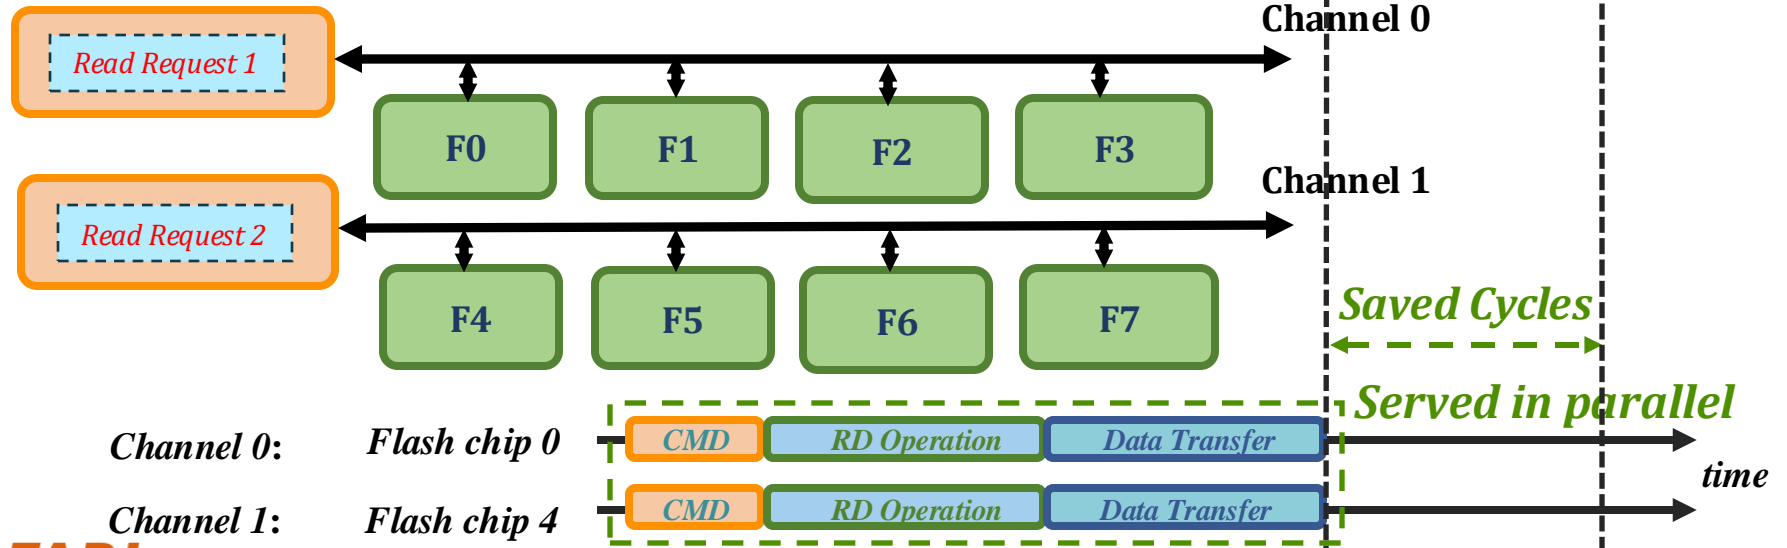 Channel 0
Read Request 1
F0 F1 F2 F3
Channel 1
Read Request 2
F4 F5 F6 F7
Saved Cycles
Served in parallel
Channel 0: Flash chip 0 CMD RD Operation Data Transfer
time
Channel 1: Flash chip 4 CMD RD Operation Data Transfer